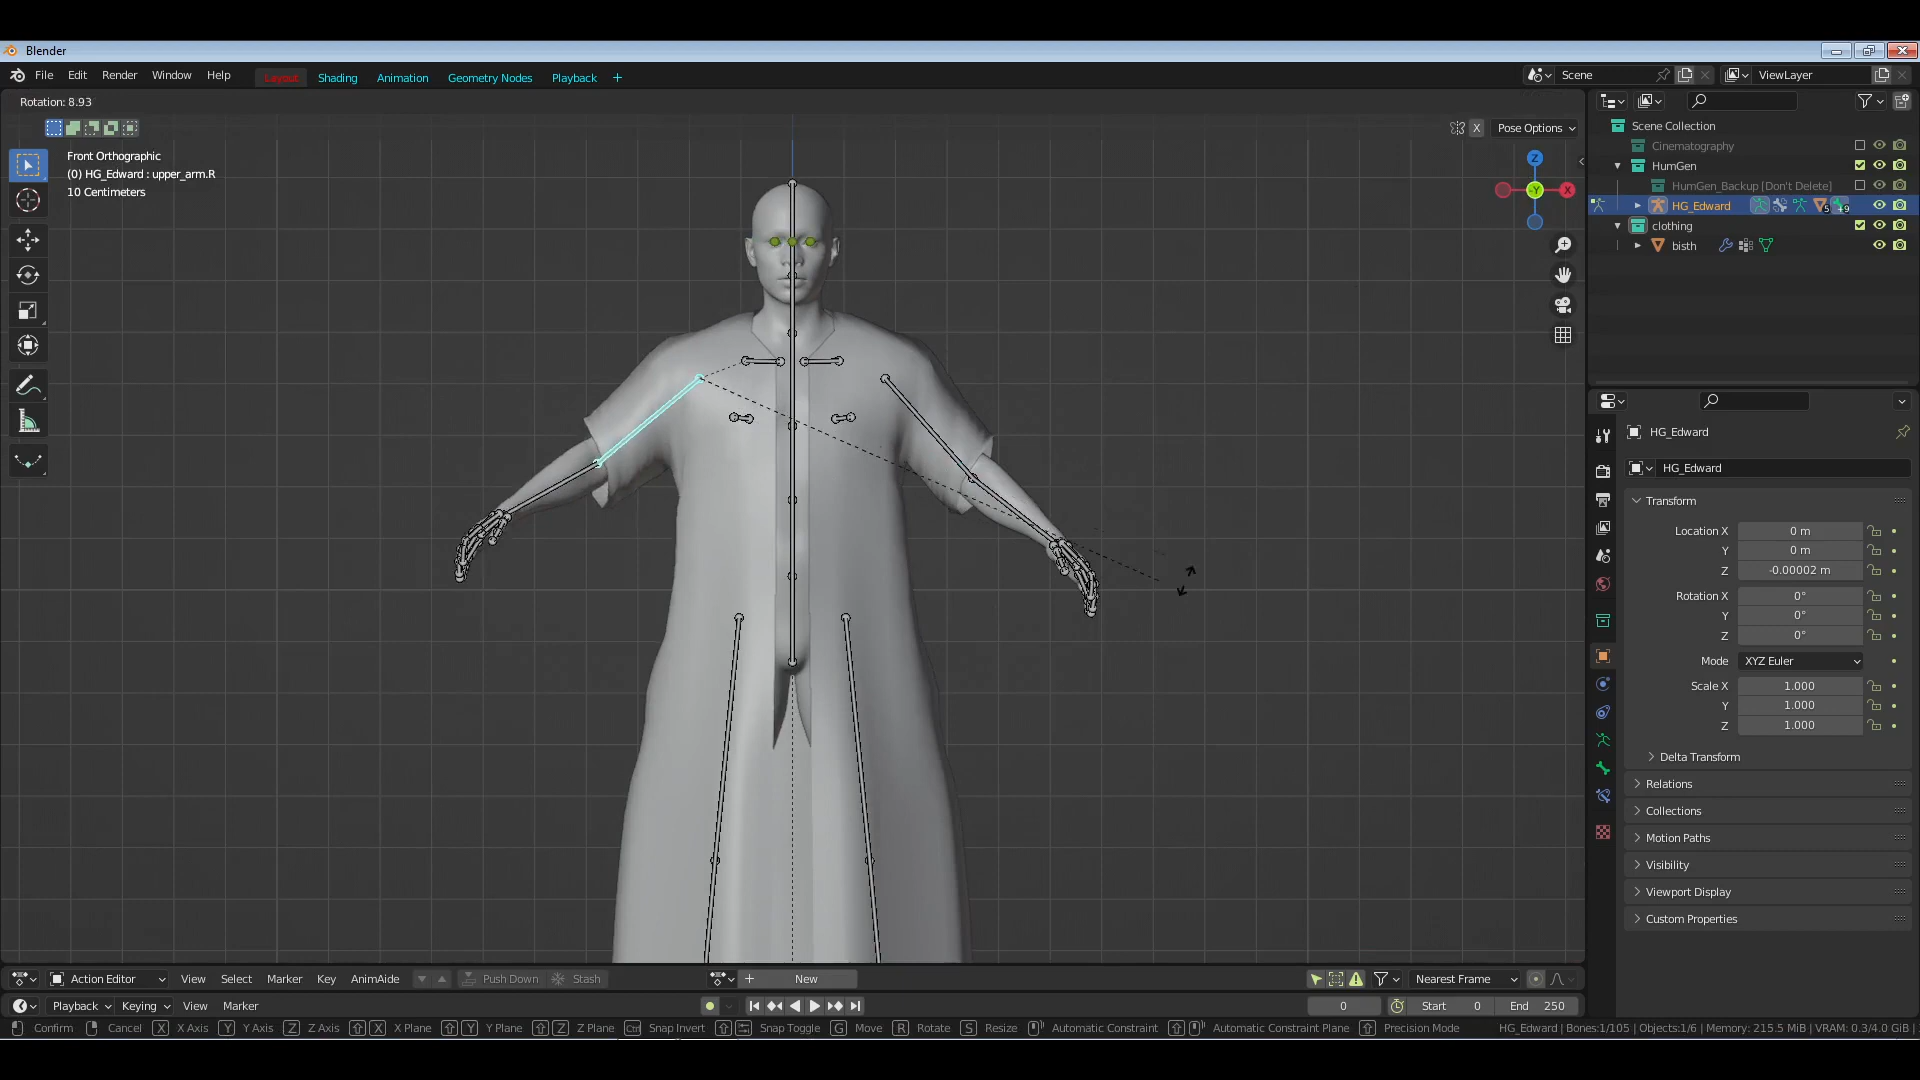 Blender
File Edit Render Window Help Layout Shading Animation Geometry Nodes Playback + Scene ViewLayer
Rotation: 8.93
X Pose Options
Front Orthographic
(0) HG_Edward : upper_arm.R
10 Centimeters
Z
-Y
X
Scene Collection
Cinematography
HumGen
HumGen_Backup [Don't Delete]
HG_Edward 5 9
clothing
bisth
HG_Edward
HG_Edward
Transform
Location X 0 m
Y 0 m
Z -0.00002 m
Rotation X 0°
Y 0°
Z 0°
Mode XYZ Euler
Scale X 1.000
Y 1.000
Z 1.000
Delta Transform
Relations
Collections
Motion Paths
Visibility
Viewport Display
Custom Properties
Action Editor View Select Marker Key AnimAide Push Down Stash + New Nearest Frame
Playback Keying View Marker 0 Start 0 End 250
Confirm Cancel X X Axis Y Y Axis Z Z Axis X X Plane Y Y Plane Z Z Plane Ctrl Snap Invert Snap Toggle G Move R Rotate S Resize Automatic Constraint Automatic Constraint Plane Precision Mode HG_Edward | Bones:1/105 | Objects:1/6 | Memory: 215.5 MiB | VRAM: 0.3/4.0 GiB |